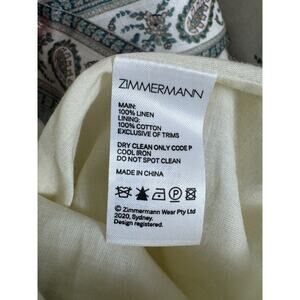 ZIMMERMANN
MAIN:
100% LINEN
LINING:
100% COTTON
EXCLUSIVE OF TRIMS
DRY CLEAN ONLY CODE P
COOL IRON
DO NOT SPOT CLEAN
MADE IN CHINA
P
© Zimmermann Wear Pty Ltd
2020, Sydney.
Design registered.